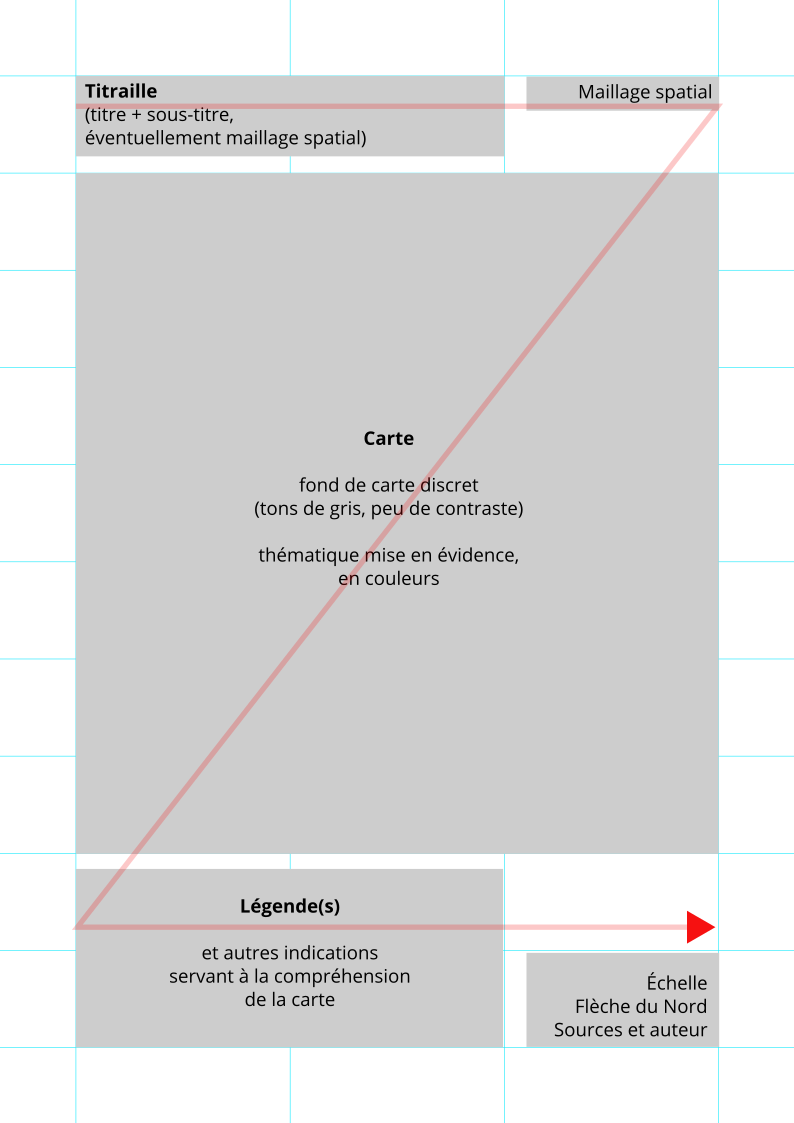 Titraille
(titre + sous-titre,
éventuellement maillage spatial)
Maillage spatial
Carte
fond de carte discret
(tons de gris, peu de contraste)
thématique mise en évidence,
en couleurs
Légende(s)
et autres indications
servant à la compréhension
de la carte
Échelle
Flèche du Nord
Sources et auteur